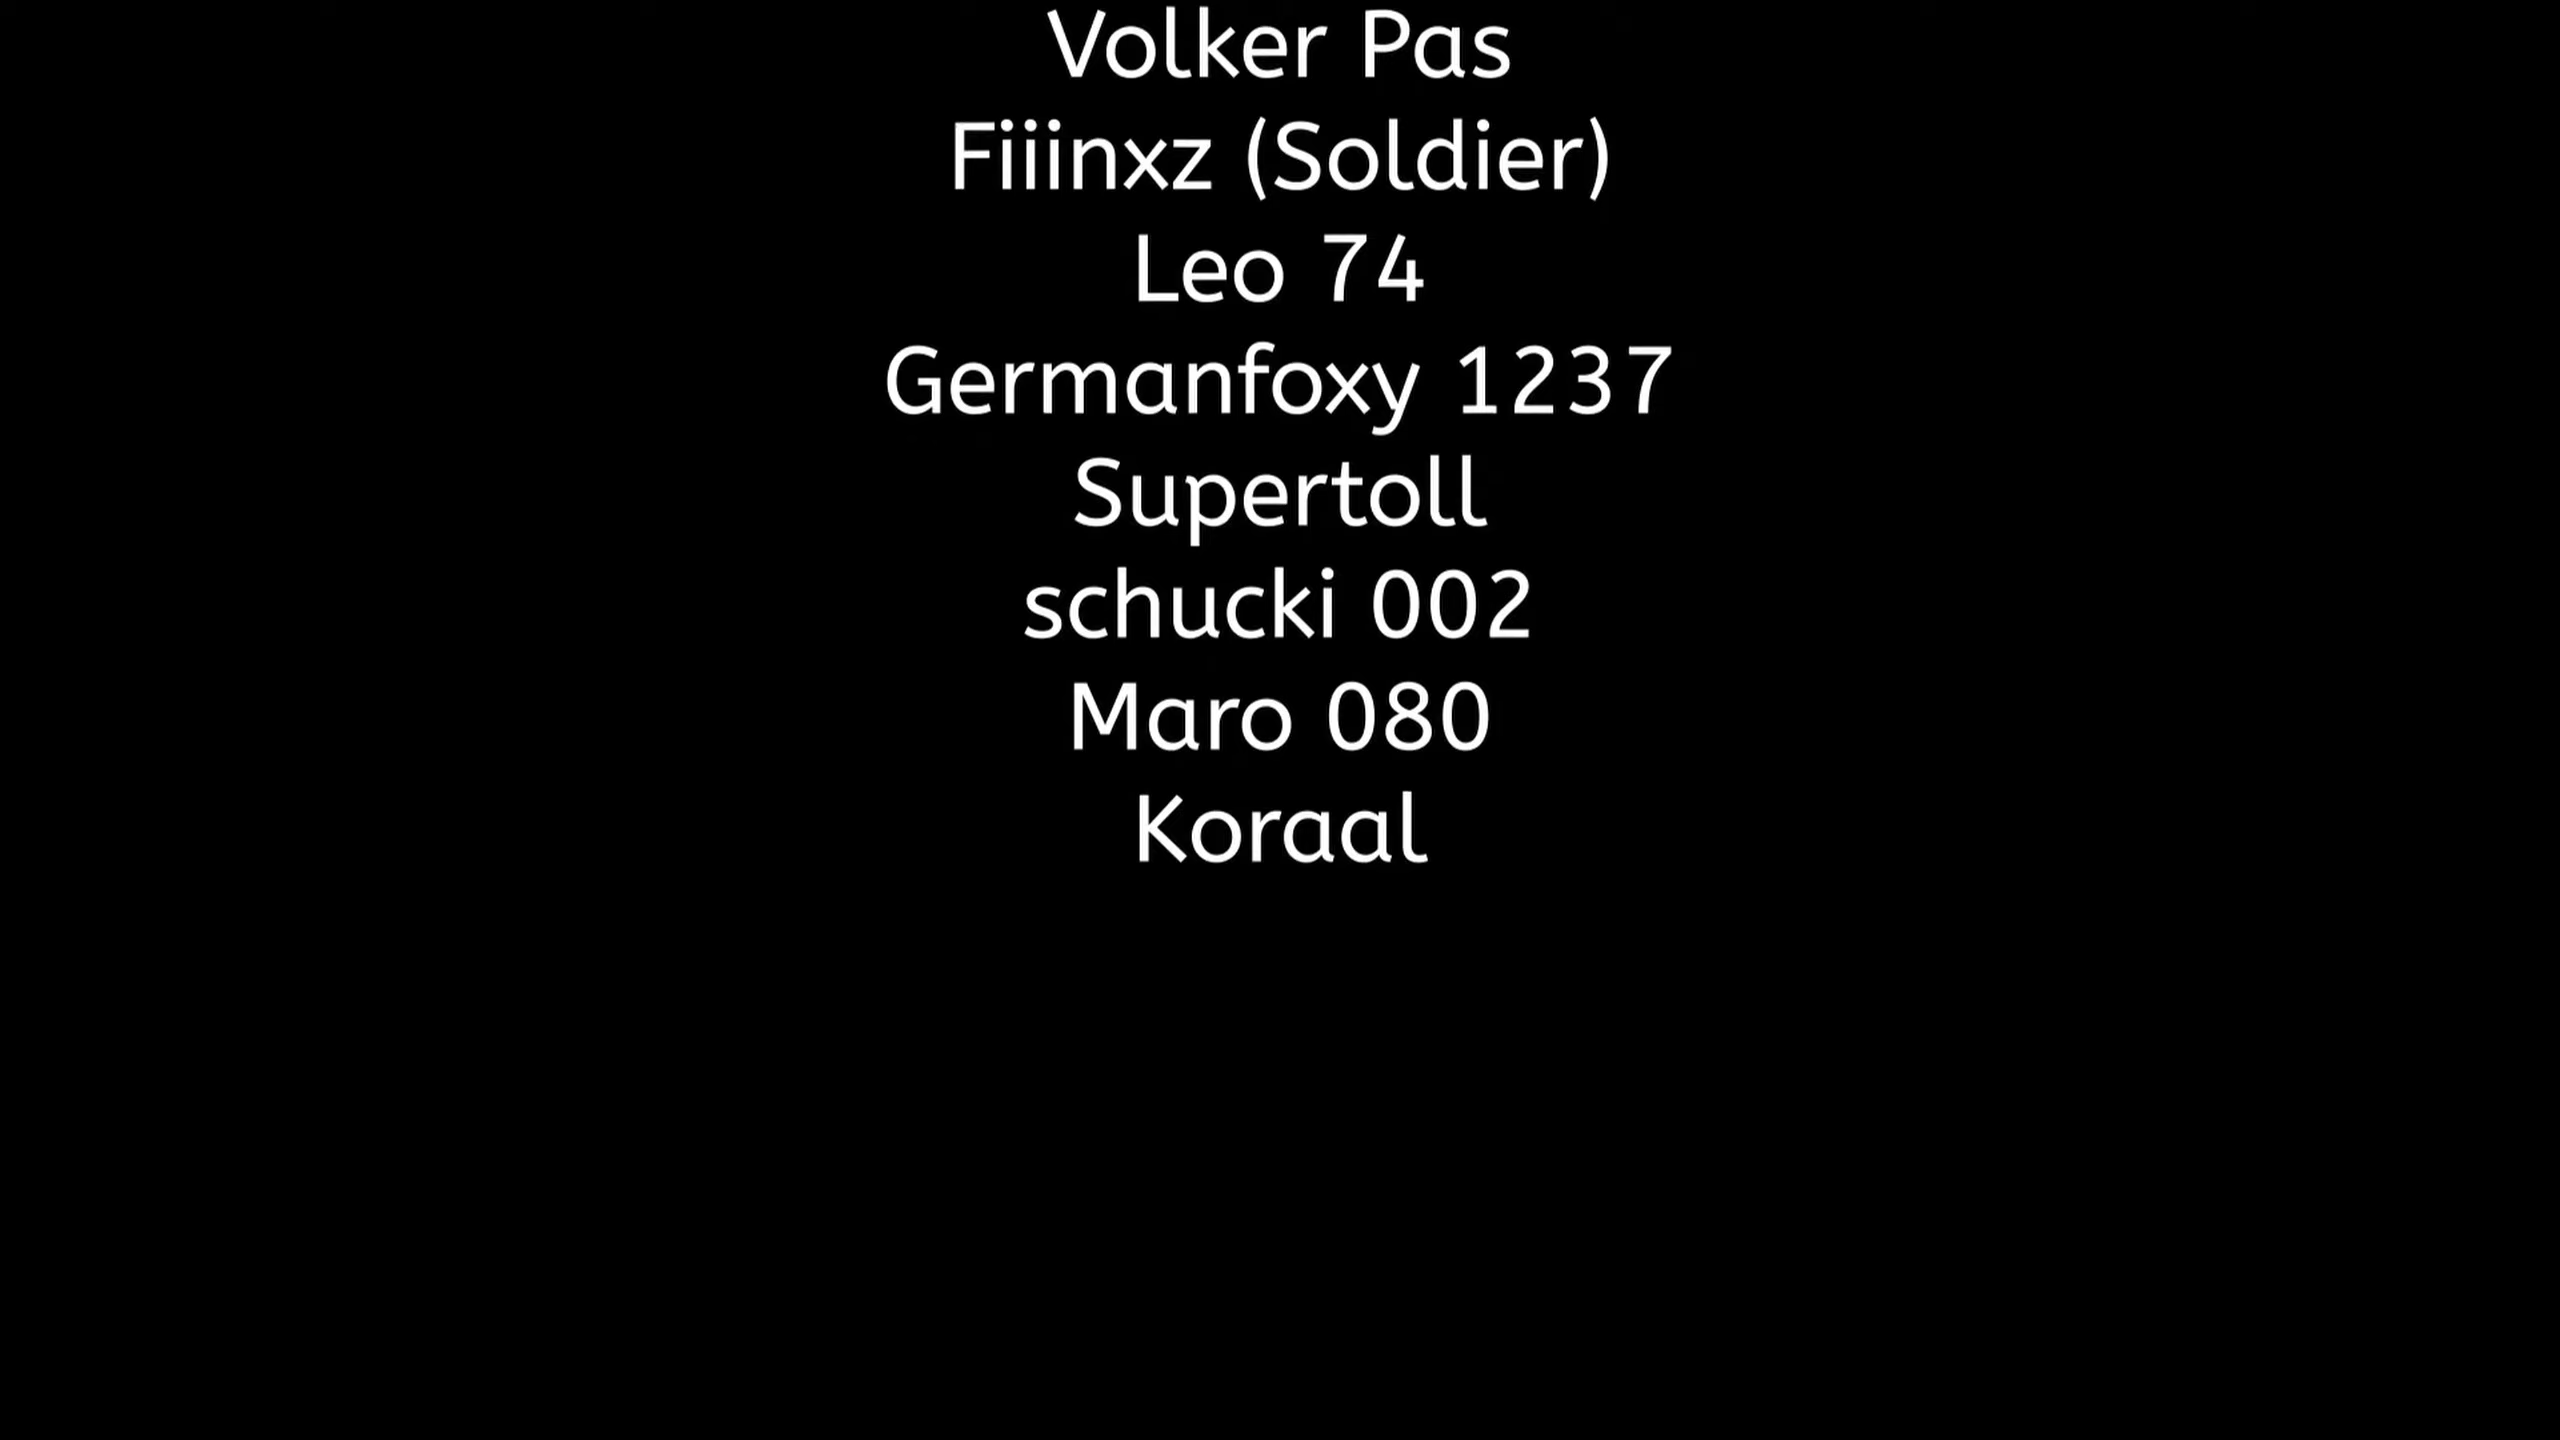 Volker Pas
Fiiinxz (Soldier)
Leo 74
Germanfoxy 1237
Supertoll
schucki 002
Maro 080
Koraal